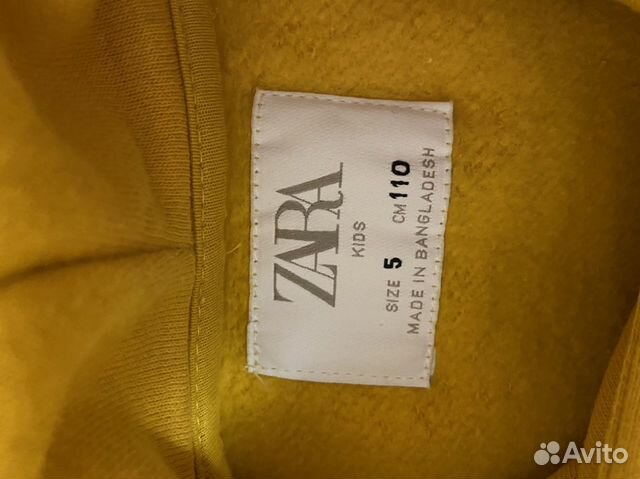 ZARA
KIDS
SIZE 5 CM 110
MADE IN BANGLADESH
Avito